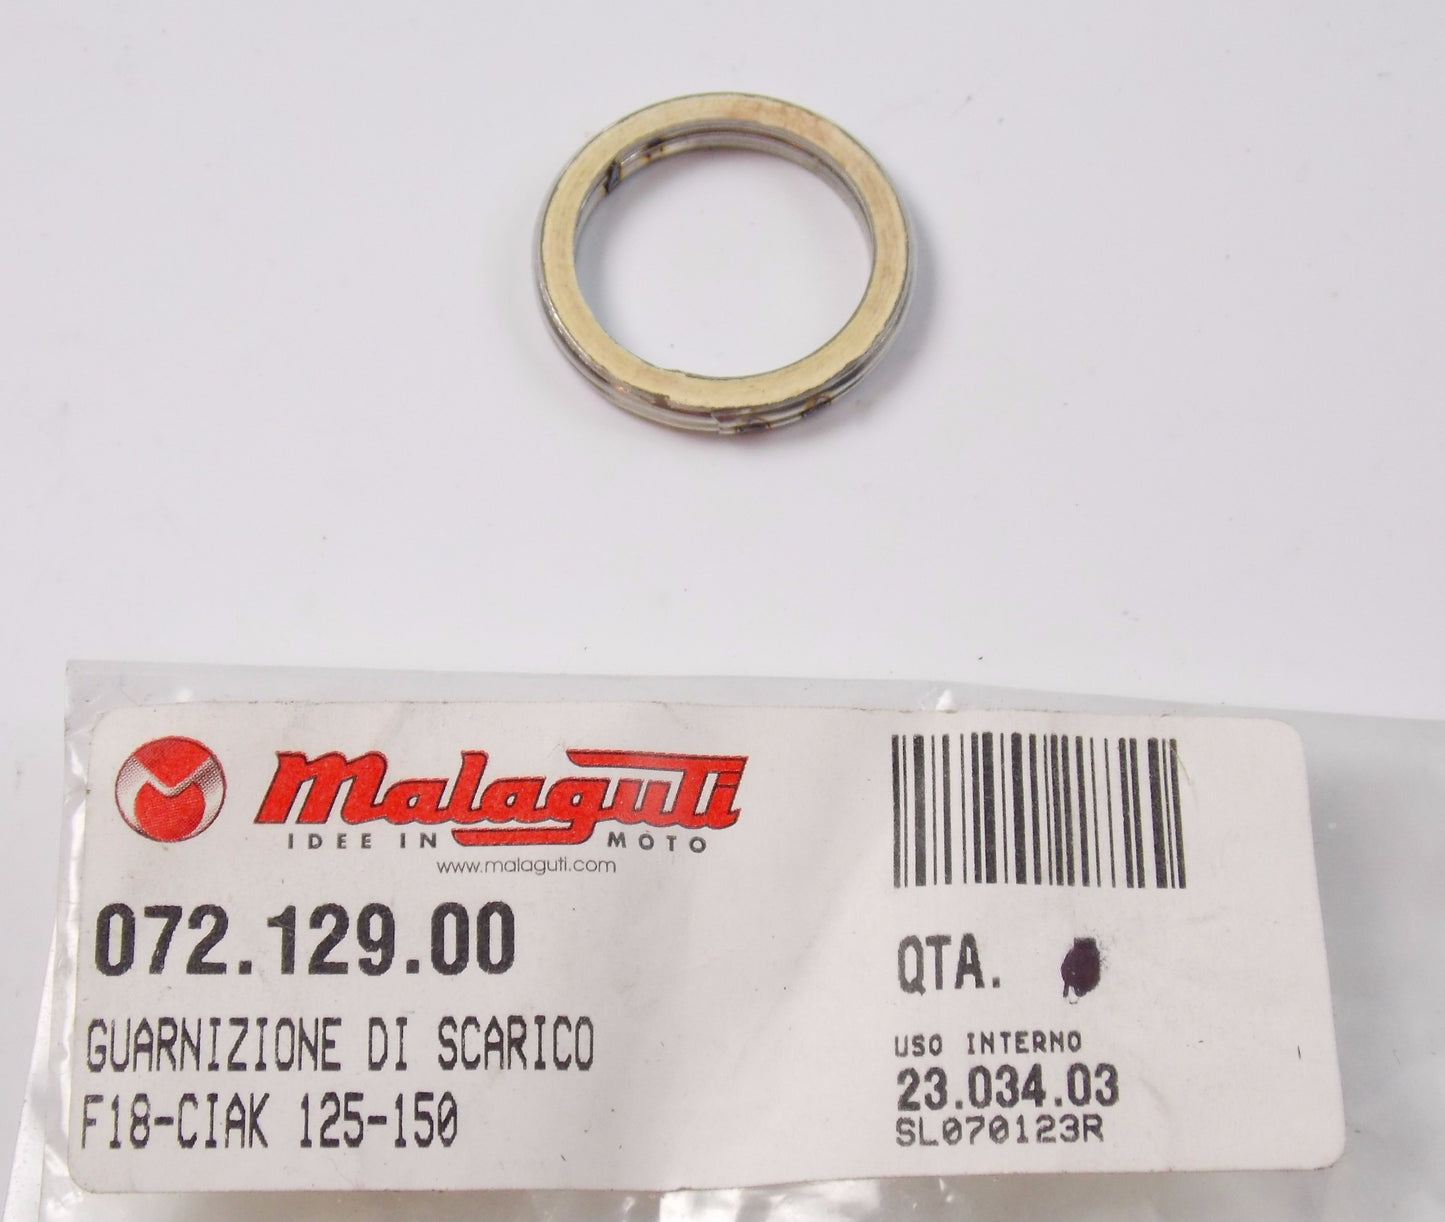 Malaguti
IDEE IN MOTO
www.malaguti.com
072.129.00
GUARNIZIONE DI SCARICO
F18-CIAK 125-150
QTA.
USO INTERNO
23.034.03
SL070123R